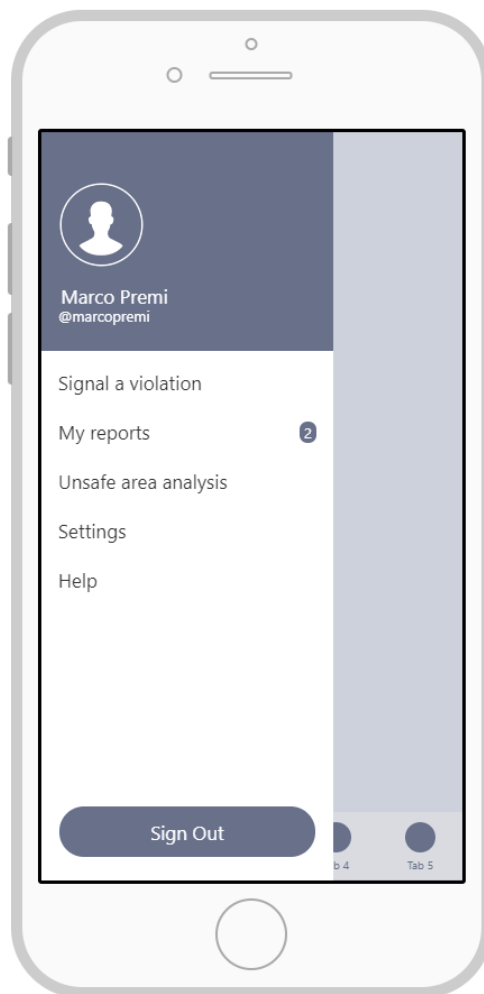 Marco Premi
@marcopremi
Signal a violation
My reports 2
Unsafe area analysis
Settings
Help
Sign Out
b 4 Tab 5